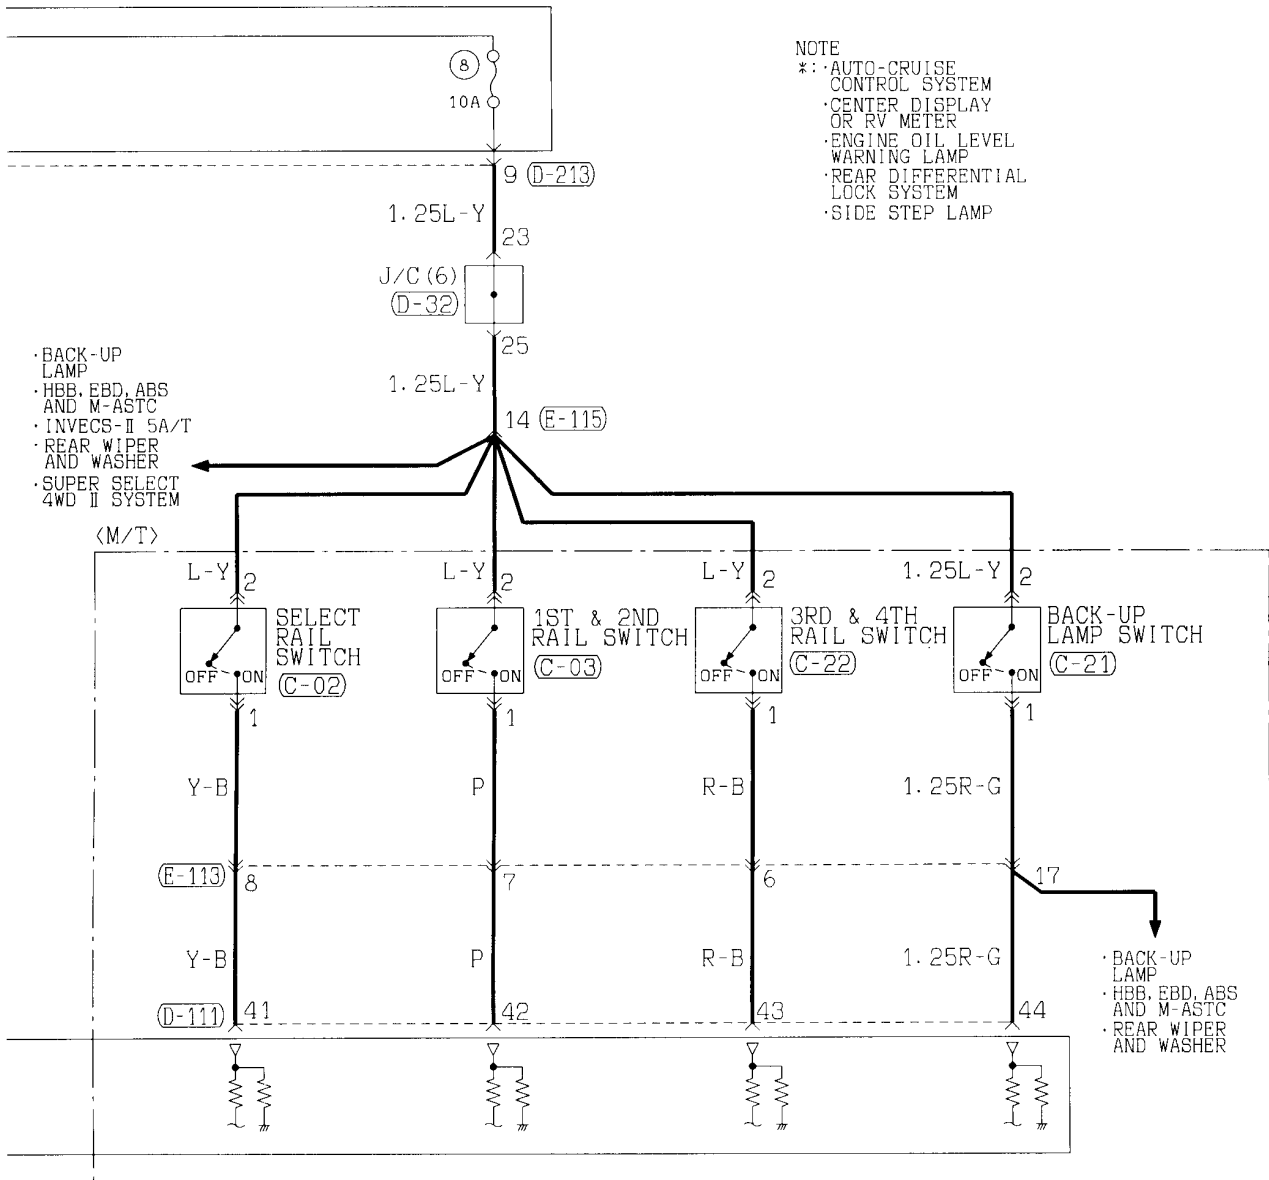 8
10A
NOTE
*:·AUTO-CRUISE
CONTROL SYSTEM
·CENTER DISPLAY
OR RV METER
·ENGINE OIL LEVEL
WARNING LAMP
·REAR DIFFERENTIAL
LOCK SYSTEM
·SIDE STEP LAMP
9 D-213
1.25L-Y
23
J/C(6)
D-32
25
1.25L-Y
14 E-115
·BACK-UP
LAMP
·HBB, EBD, ABS
AND M-ASTC
·INVECS-Ⅱ 5A/T
·REAR WIPER
AND WASHER
·SUPER SELECT
4WD Ⅱ SYSTEM
〈M/T〉
L-Y 2
L-Y 2
L-Y 2
1.25L-Y 2
SELECT
RAIL
SWITCH
C-02
OFF ON
1ST & 2ND
RAIL SWITCH
C-03
OFF ON
3RD & 4TH
RAIL SWITCH
C-22
OFF ON
BACK-UP
LAMP SWITCH
C-21
OFF ON
1
1
1
1
Y-B
P
R-B
1.25R-G
E-113 8
7
6
17
Y-B
P
R-B
1.25R-G
·BACK-UP
LAMP
·HBB, EBD, ABS
AND M-ASTC
·REAR WIPER
AND WASHER
D-111 41
42
43
44